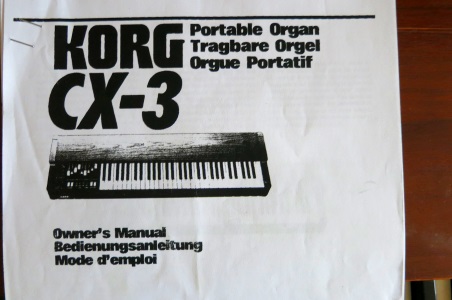 KORG Portable Organ
Tragbare Orgel
Orgue Portatif
CX-3
Owner's Manual
Bedienungsanleitung
Mode d'emploi